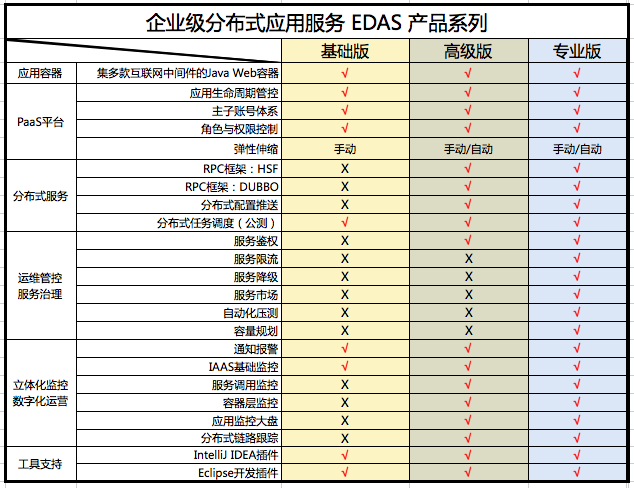 企业级分布式应用服务 EDAS 产品系列
基础版 高级版 专业版
应用容器 集多款互联网中间件的Java Web容器 √ √ √
PaaS平台
应用生命周期管控 √ √ √
主子账号体系 √ √ √
角色与权限控制 √ √ √
弹性伸缩 手动 手动/自动 手动/自动
分布式服务
RPC框架：HSF X √ √
RPC框架：DUBBO X √ √
分布式配置推送 X √ √
分布式任务调度（公测） √ √ √
运维管控
服务治理
服务鉴权 X √ √
服务限流 X X √
服务降级 X X √
服务市场 X X √
自动化压测 X X √
容量规划 X X √
立体化监控
数字化运营
通知报警 √ √ √
IAAS基础监控 √ √ √
服务调用监控 X √ √
容器层监控 X √ √
应用监控大盘 X √ √
分布式链路跟踪 X √ √
工具支持
IntelliJ IDEA插件 √ √ √
Eclipse开发插件 √ √ √